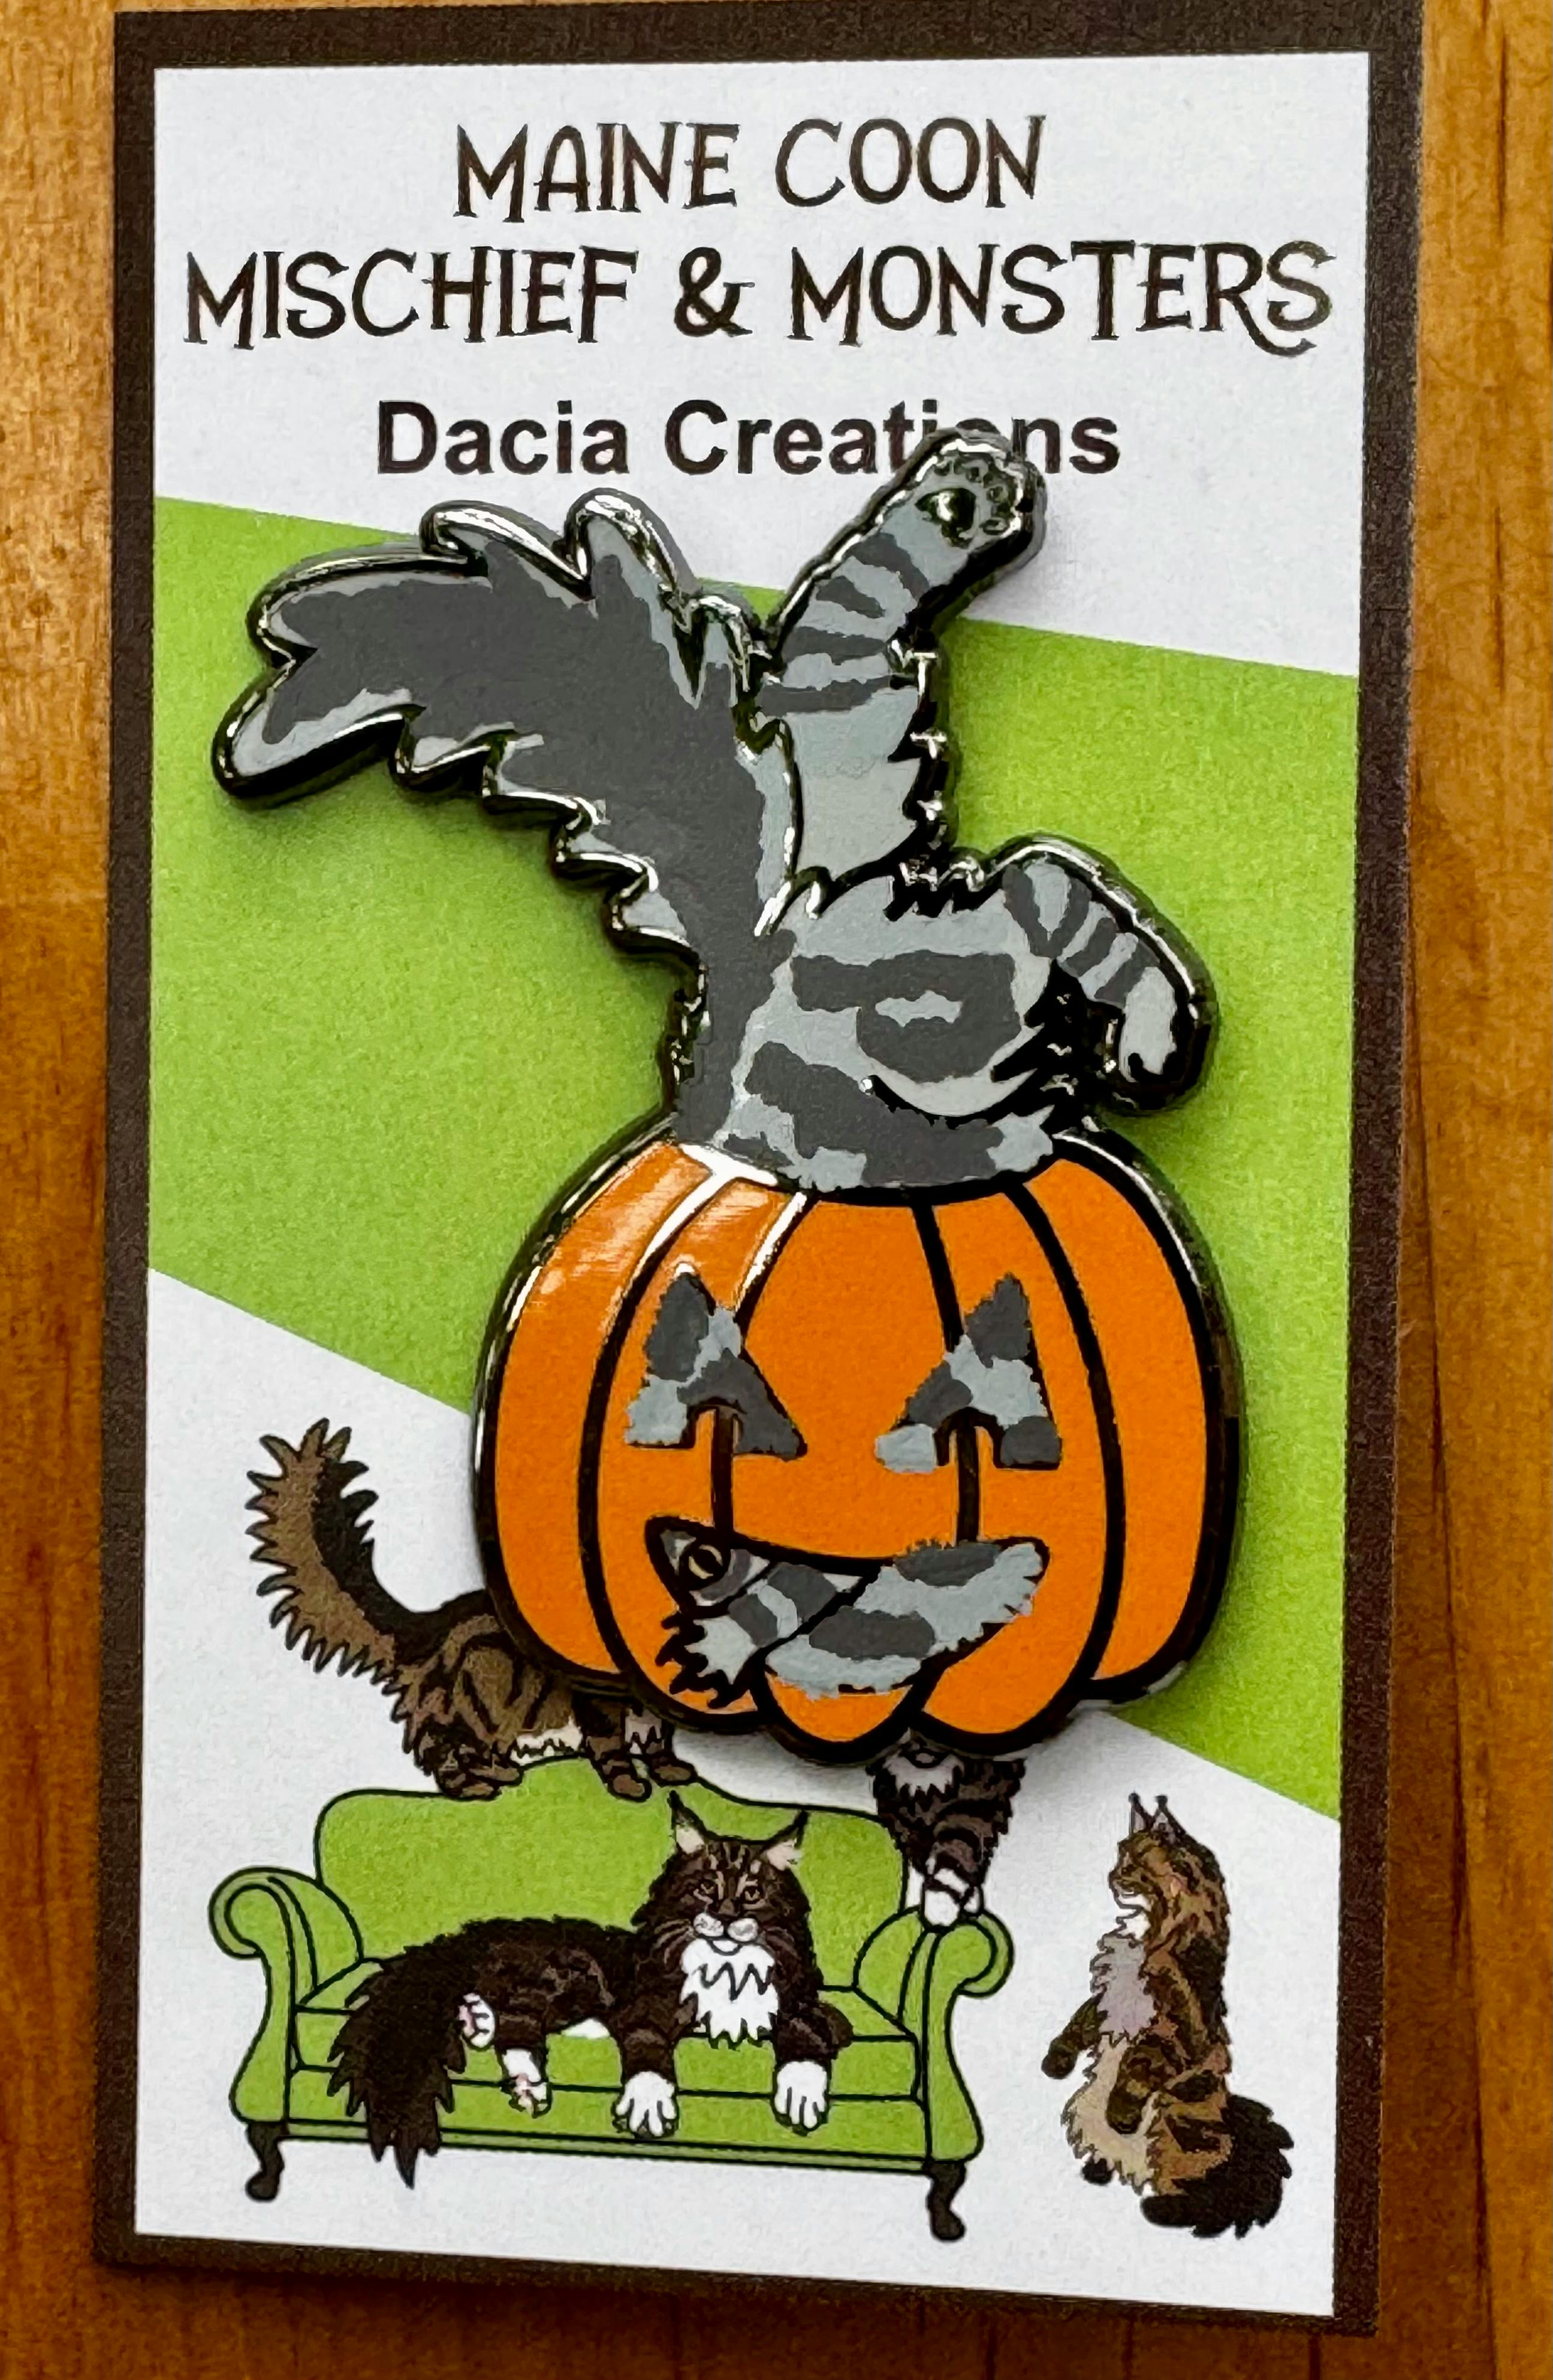 MAINE COON
MISCHIEF & MONSTERS
Dacia Creations